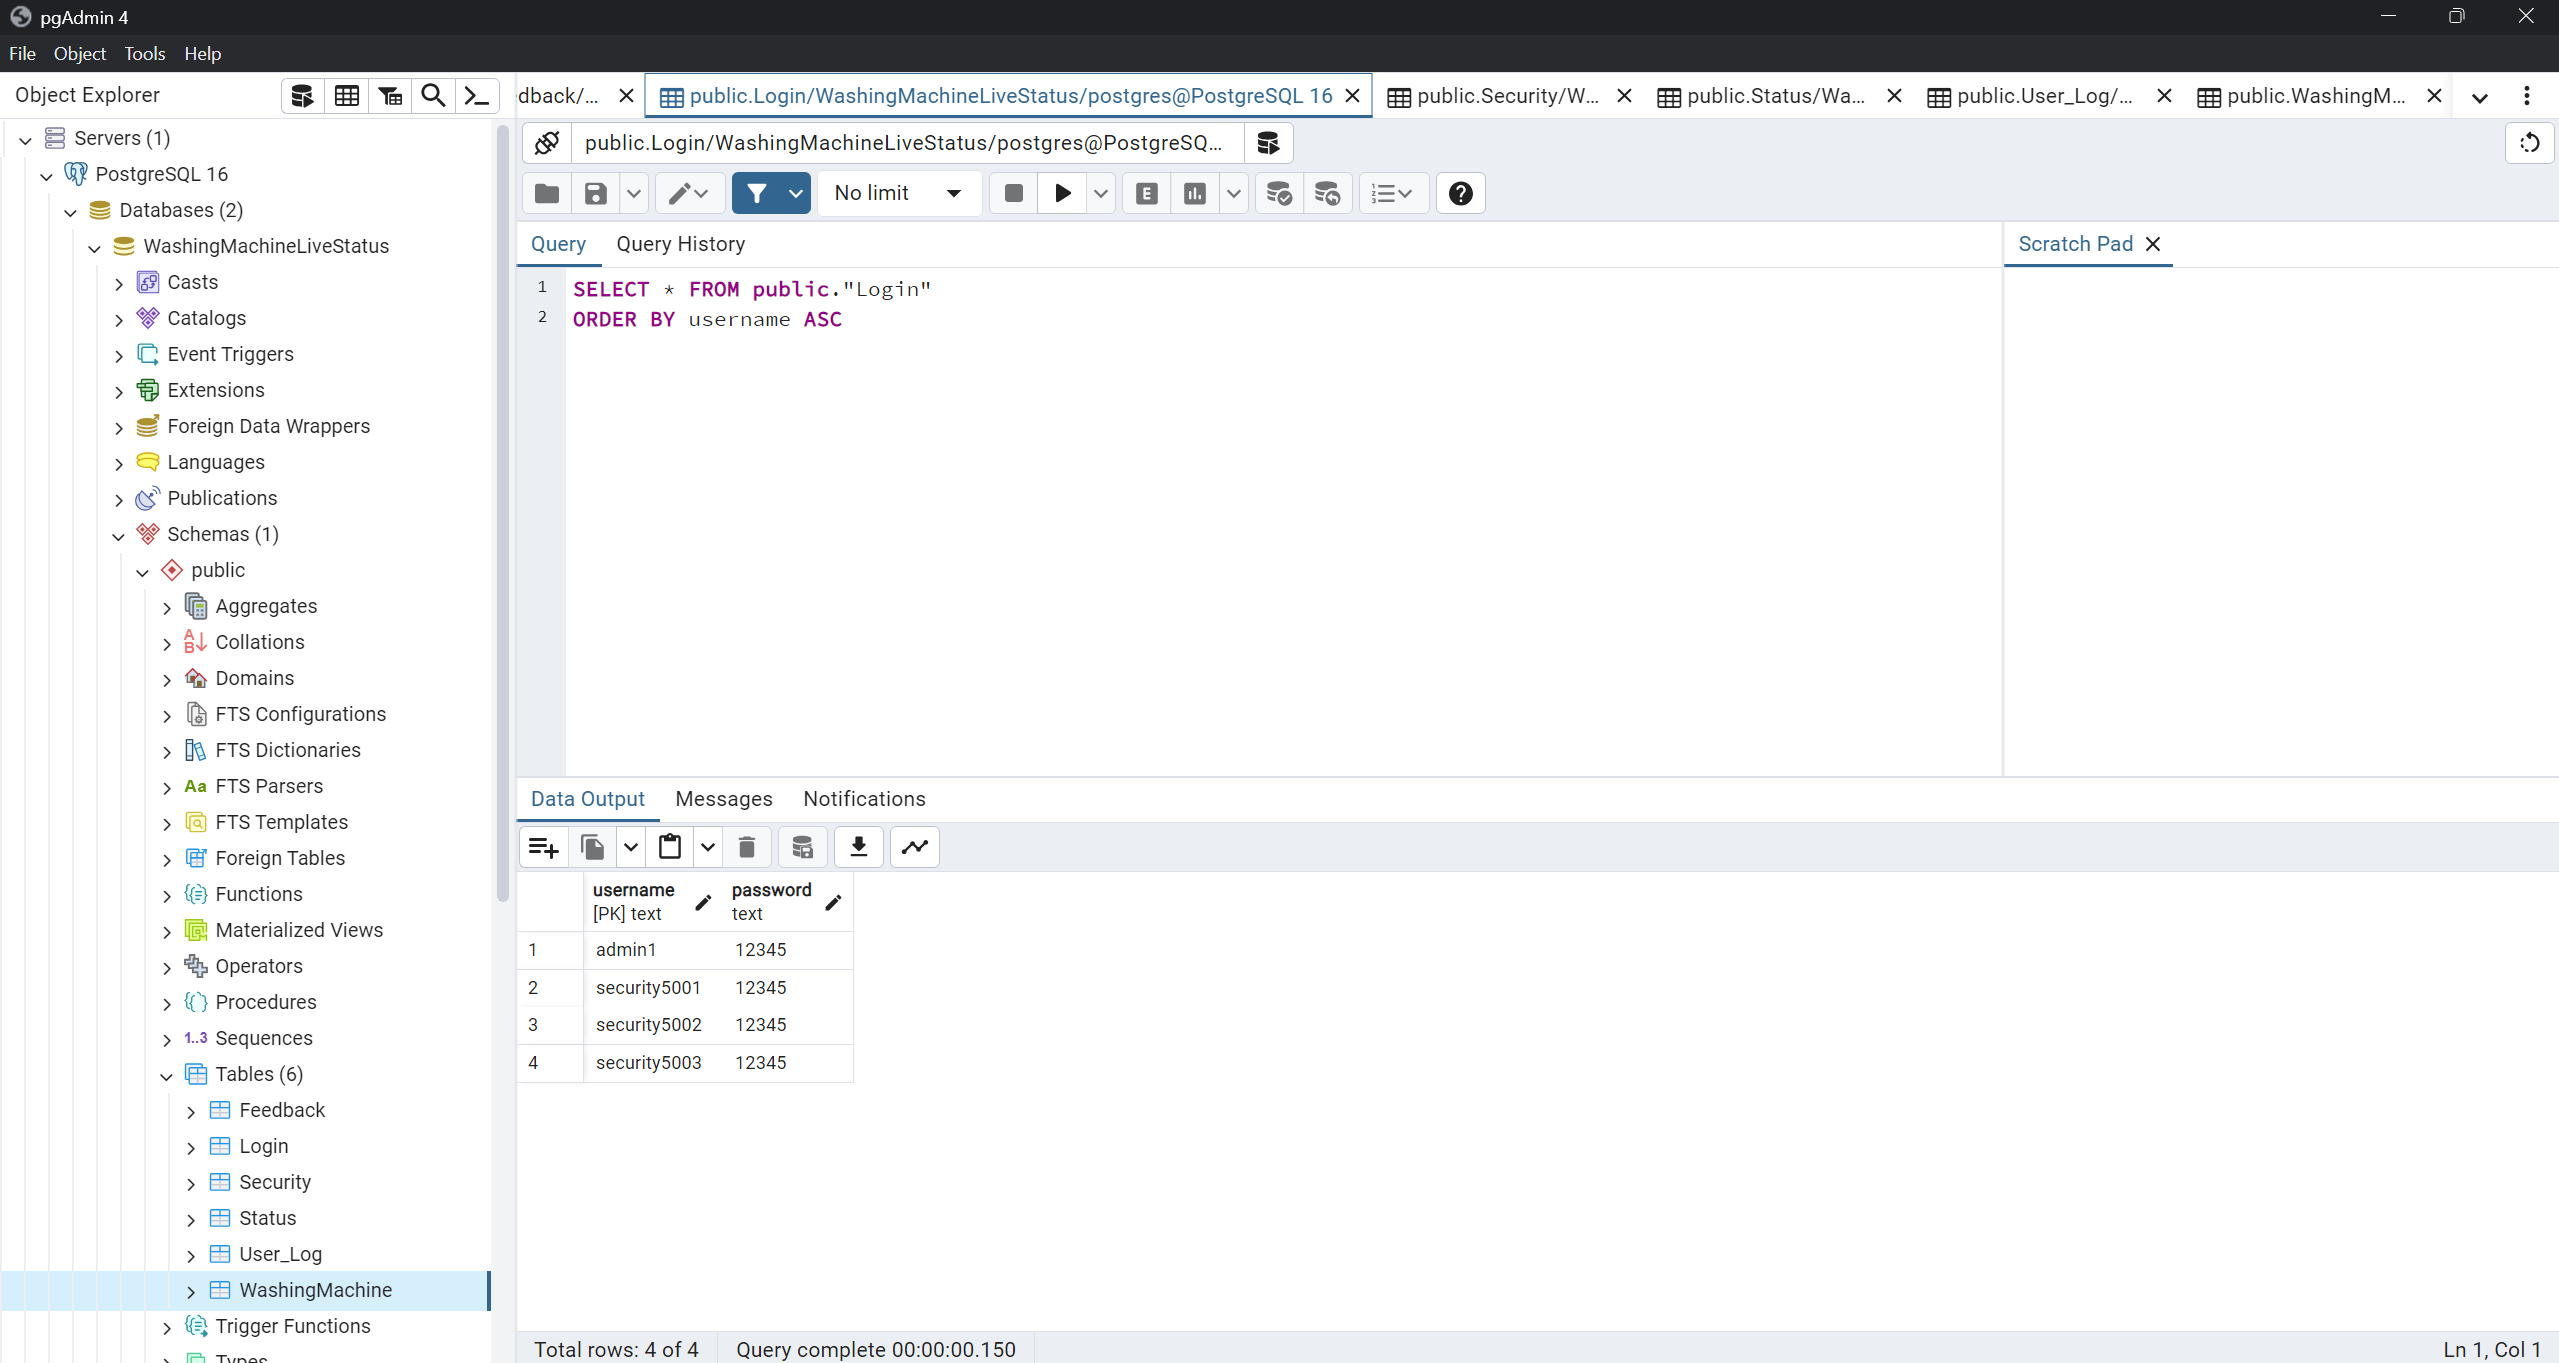 pgAdmin 4
File Object Tools Help
Object Explorer
dback/... public.Login/WashingMachineLiveStatus/postgres@PostgreSQL 16 public.Security/W... public.Status/Wa... public.User_Log/... public.WashingM...
Servers (1)
PostgreSQL 16
Databases (2)
WashingMachineLiveStatus
Casts
Catalogs
Event Triggers
Extensions
Foreign Data Wrappers
Languages
Publications
Schemas (1)
public
Aggregates
Collations
Domains
FTS Configurations
FTS Dictionaries
Aa FTS Parsers
FTS Templates
Foreign Tables
Functions
Materialized Views
Operators
Procedures
1..3 Sequences
Tables (6)
Feedback
Login
Security
Status
User_Log
WashingMachine
Trigger Functions
Types
public.Login/WashingMachineLiveStatus/postgres@PostgreSQ...
No limit
E
Query Query History
Scratch Pad
1 SELECT * FROM public."Login"
2 ORDER BY username ASC
Data Output Messages Notifications
username password
[PK] text text
1 admin1 12345
2 security5001 12345
3 security5002 12345
4 security5003 12345
Total rows: 4 of 4 Query complete 00:00:00.150 Ln 1, Col 1